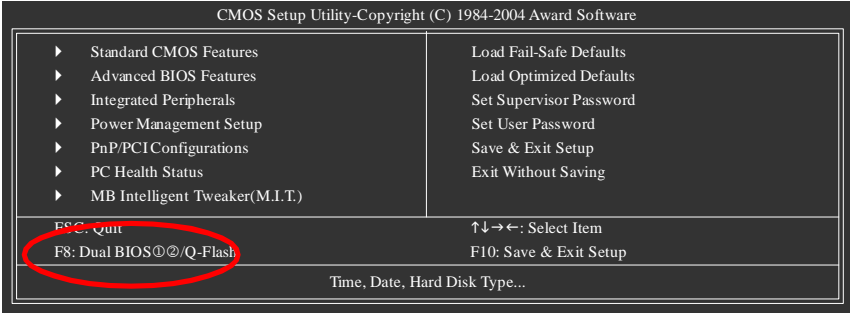 CMOS Setup Utility-Copyright (C) 1984-2004 Award Software
Standard CMOS Features
Advanced BIOS Features
Integrated Peripherals
Power Management Setup
PnP/PCI Configurations
PC Health Status
MB Intelligent Tweaker(M.I.T.)
Load Fail-Safe Defaults
Load Optimized Defaults
Set Supervisor Password
Set User Password
Save & Exit Setup
Exit Without Saving
ESC: Quit
↑↓→←: Select Item
F8: Dual BIOS①②/Q-Flash
F10: Save & Exit Setup
Time, Date, Hard Disk Type...